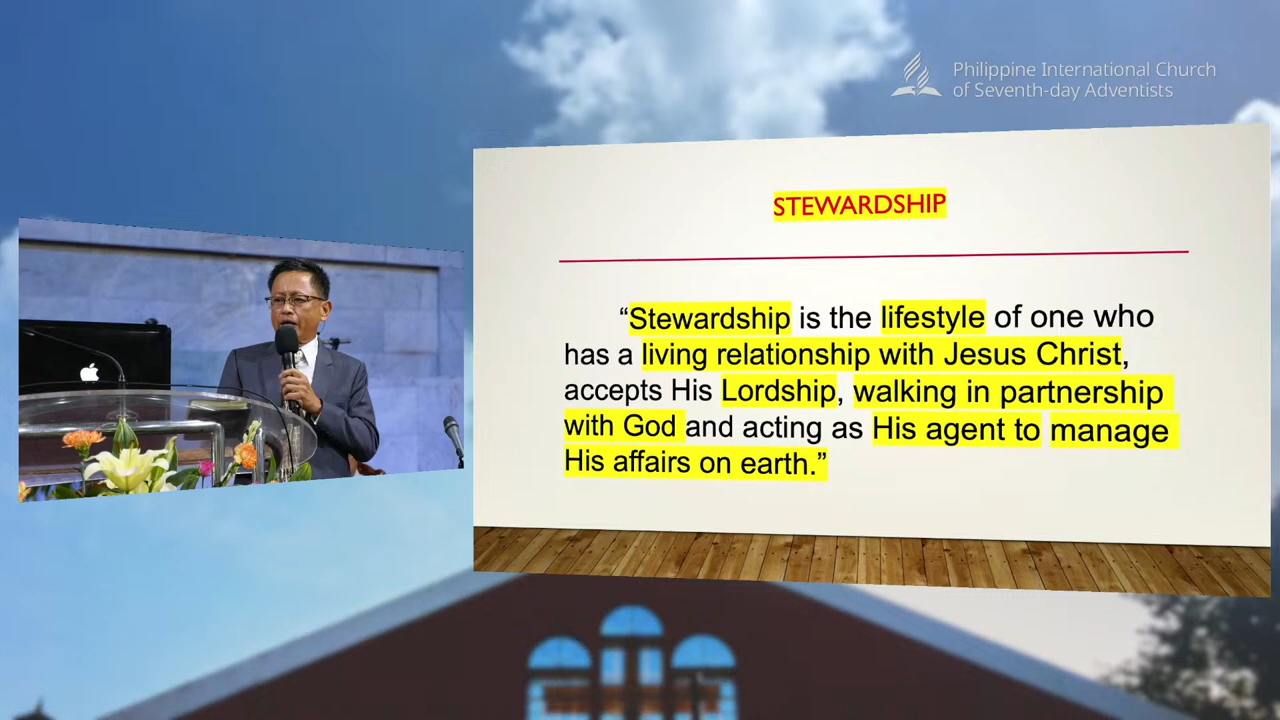 Philippine International Church
of Seventh-day Adventists
STEWARDSHIP
“Stewardship is the lifestyle of one who
has a living relationship with Jesus Christ,
accepts His Lordship, walking in partnership
with God and acting as His agent to manage
His affairs on earth.”